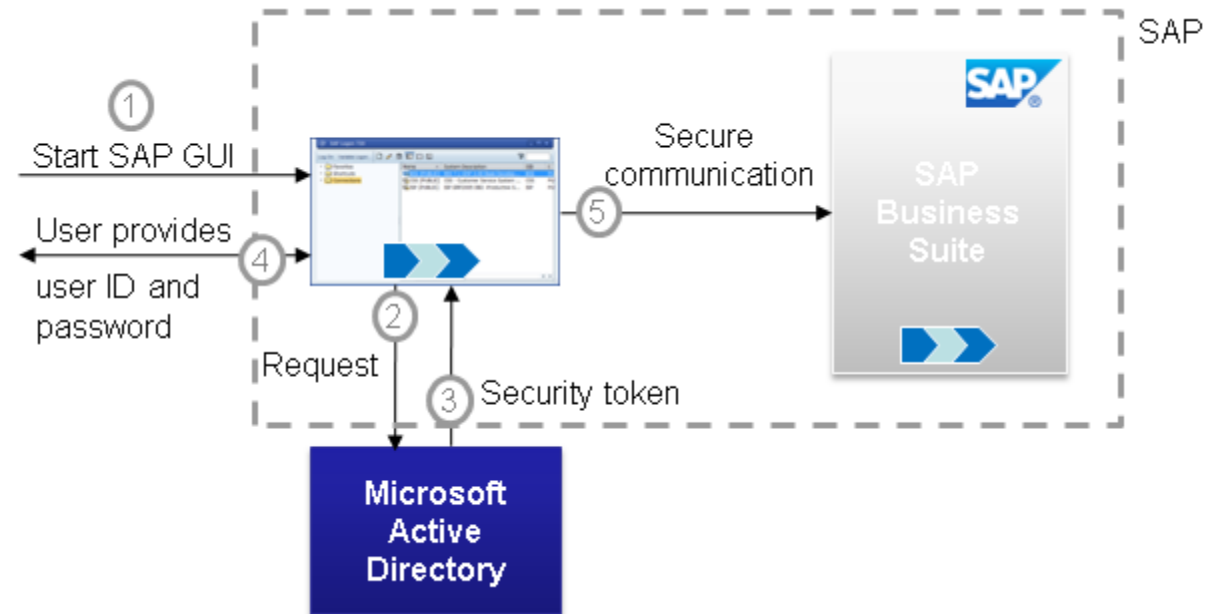 SAP
SAP
1
Start SAP GUI
Secure
communication
SAP
Business
Suite
5
User provides
4
user ID and
password
2
Request
3
Security token
Microsoft
Active
Directory